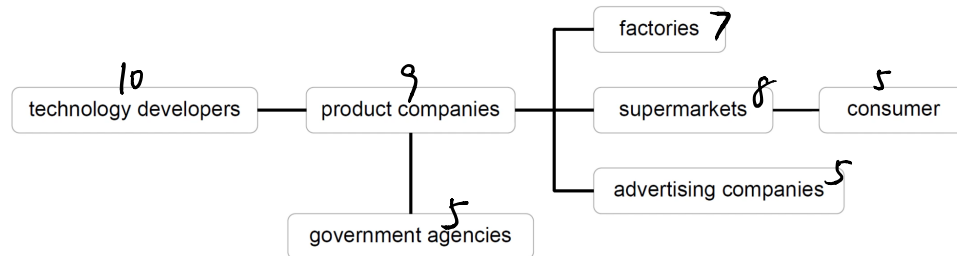 factories 7
10
technology developers
9
product companies
supermarkets 8
5
consumer
advertising companies 5
government agencies 5